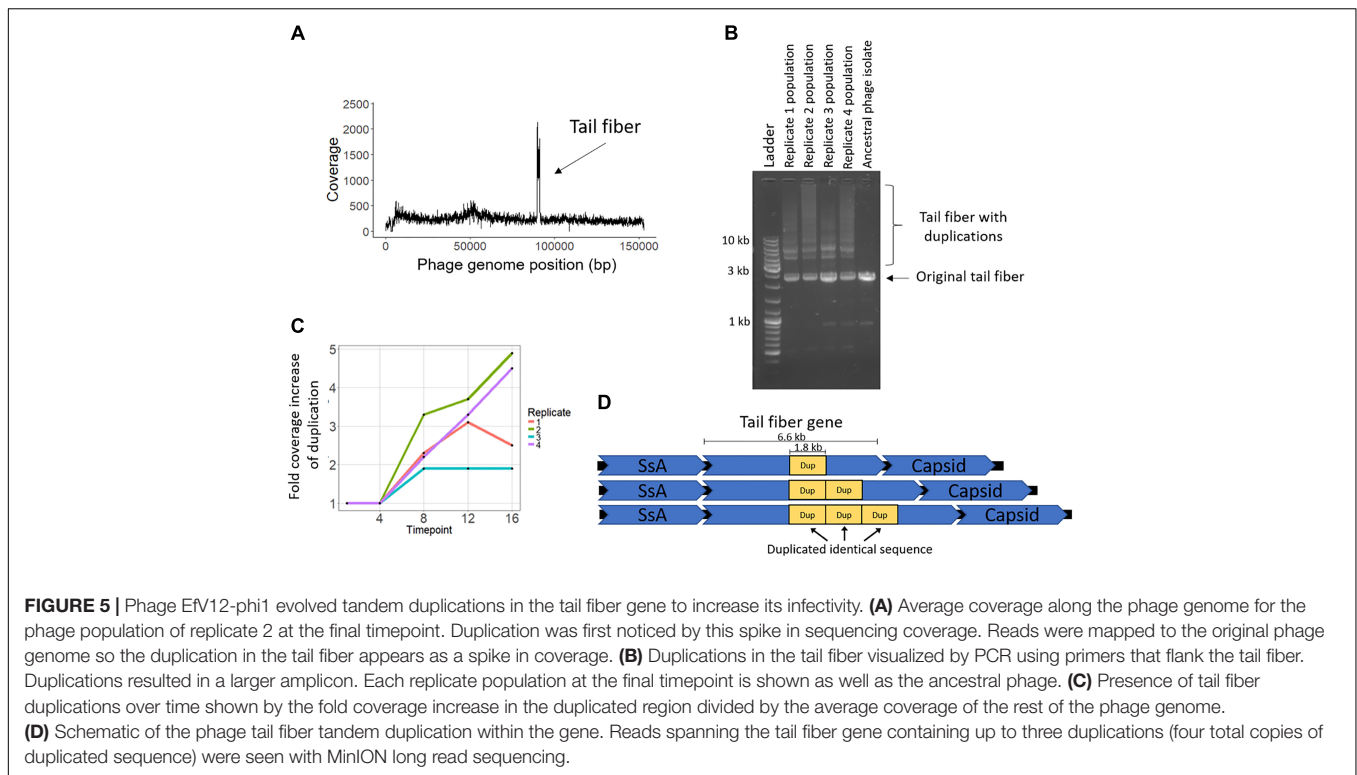 A
2500
2000
1500
1000
500
0
Coverage
Tail fiber
0
50000
100000
150000
Phage genome position (bp)
B
Ladder
Replicate 1 population
Replicate 2 population
Replicate 3 population
Replicate 4 population
Ancestral phage isolate
10 kb
3 kb
1 kb
Tail fiber with
duplications
Original tail fiber
C
5
4
3
2
1
Fold coverage increase
of duplication
4
8
12
16
Timepoint
Replicate
1
2
3
4
D
Tail fiber gene
6.6 kb
1.8 kb
SsA
Dup
Capsid
SsA
Dup
Dup
Capsid
SsA
Dup
Dup
Dup
Capsid
Duplicated identical sequence
FIGURE 5 | Phage EfV12-phi1 evolved tandem duplications in the tail fiber gene to increase its infectivity. (A) Average coverage along the phage genome for the
phage population of replicate 2 at the final timepoint. Duplication was first noticed by this spike in sequencing coverage. Reads were mapped to the original phage
genome so the duplication in the tail fiber appears as a spike in coverage. (B) Duplications in the tail fiber visualized by PCR using primers that flank the tail fiber.
Duplications resulted in a larger amplicon. Each replicate population at the final timepoint is shown as well as the ancestral phage. (C) Presence of tail fiber
duplications over time shown by the fold coverage increase in the duplicated region divided by the average coverage of the rest of the phage genome.
(D) Schematic of the phage tail fiber tandem duplication within the gene. Reads spanning the tail fiber gene containing up to three duplications (four total copies of
duplicated sequence) were seen with MinION long read sequencing.